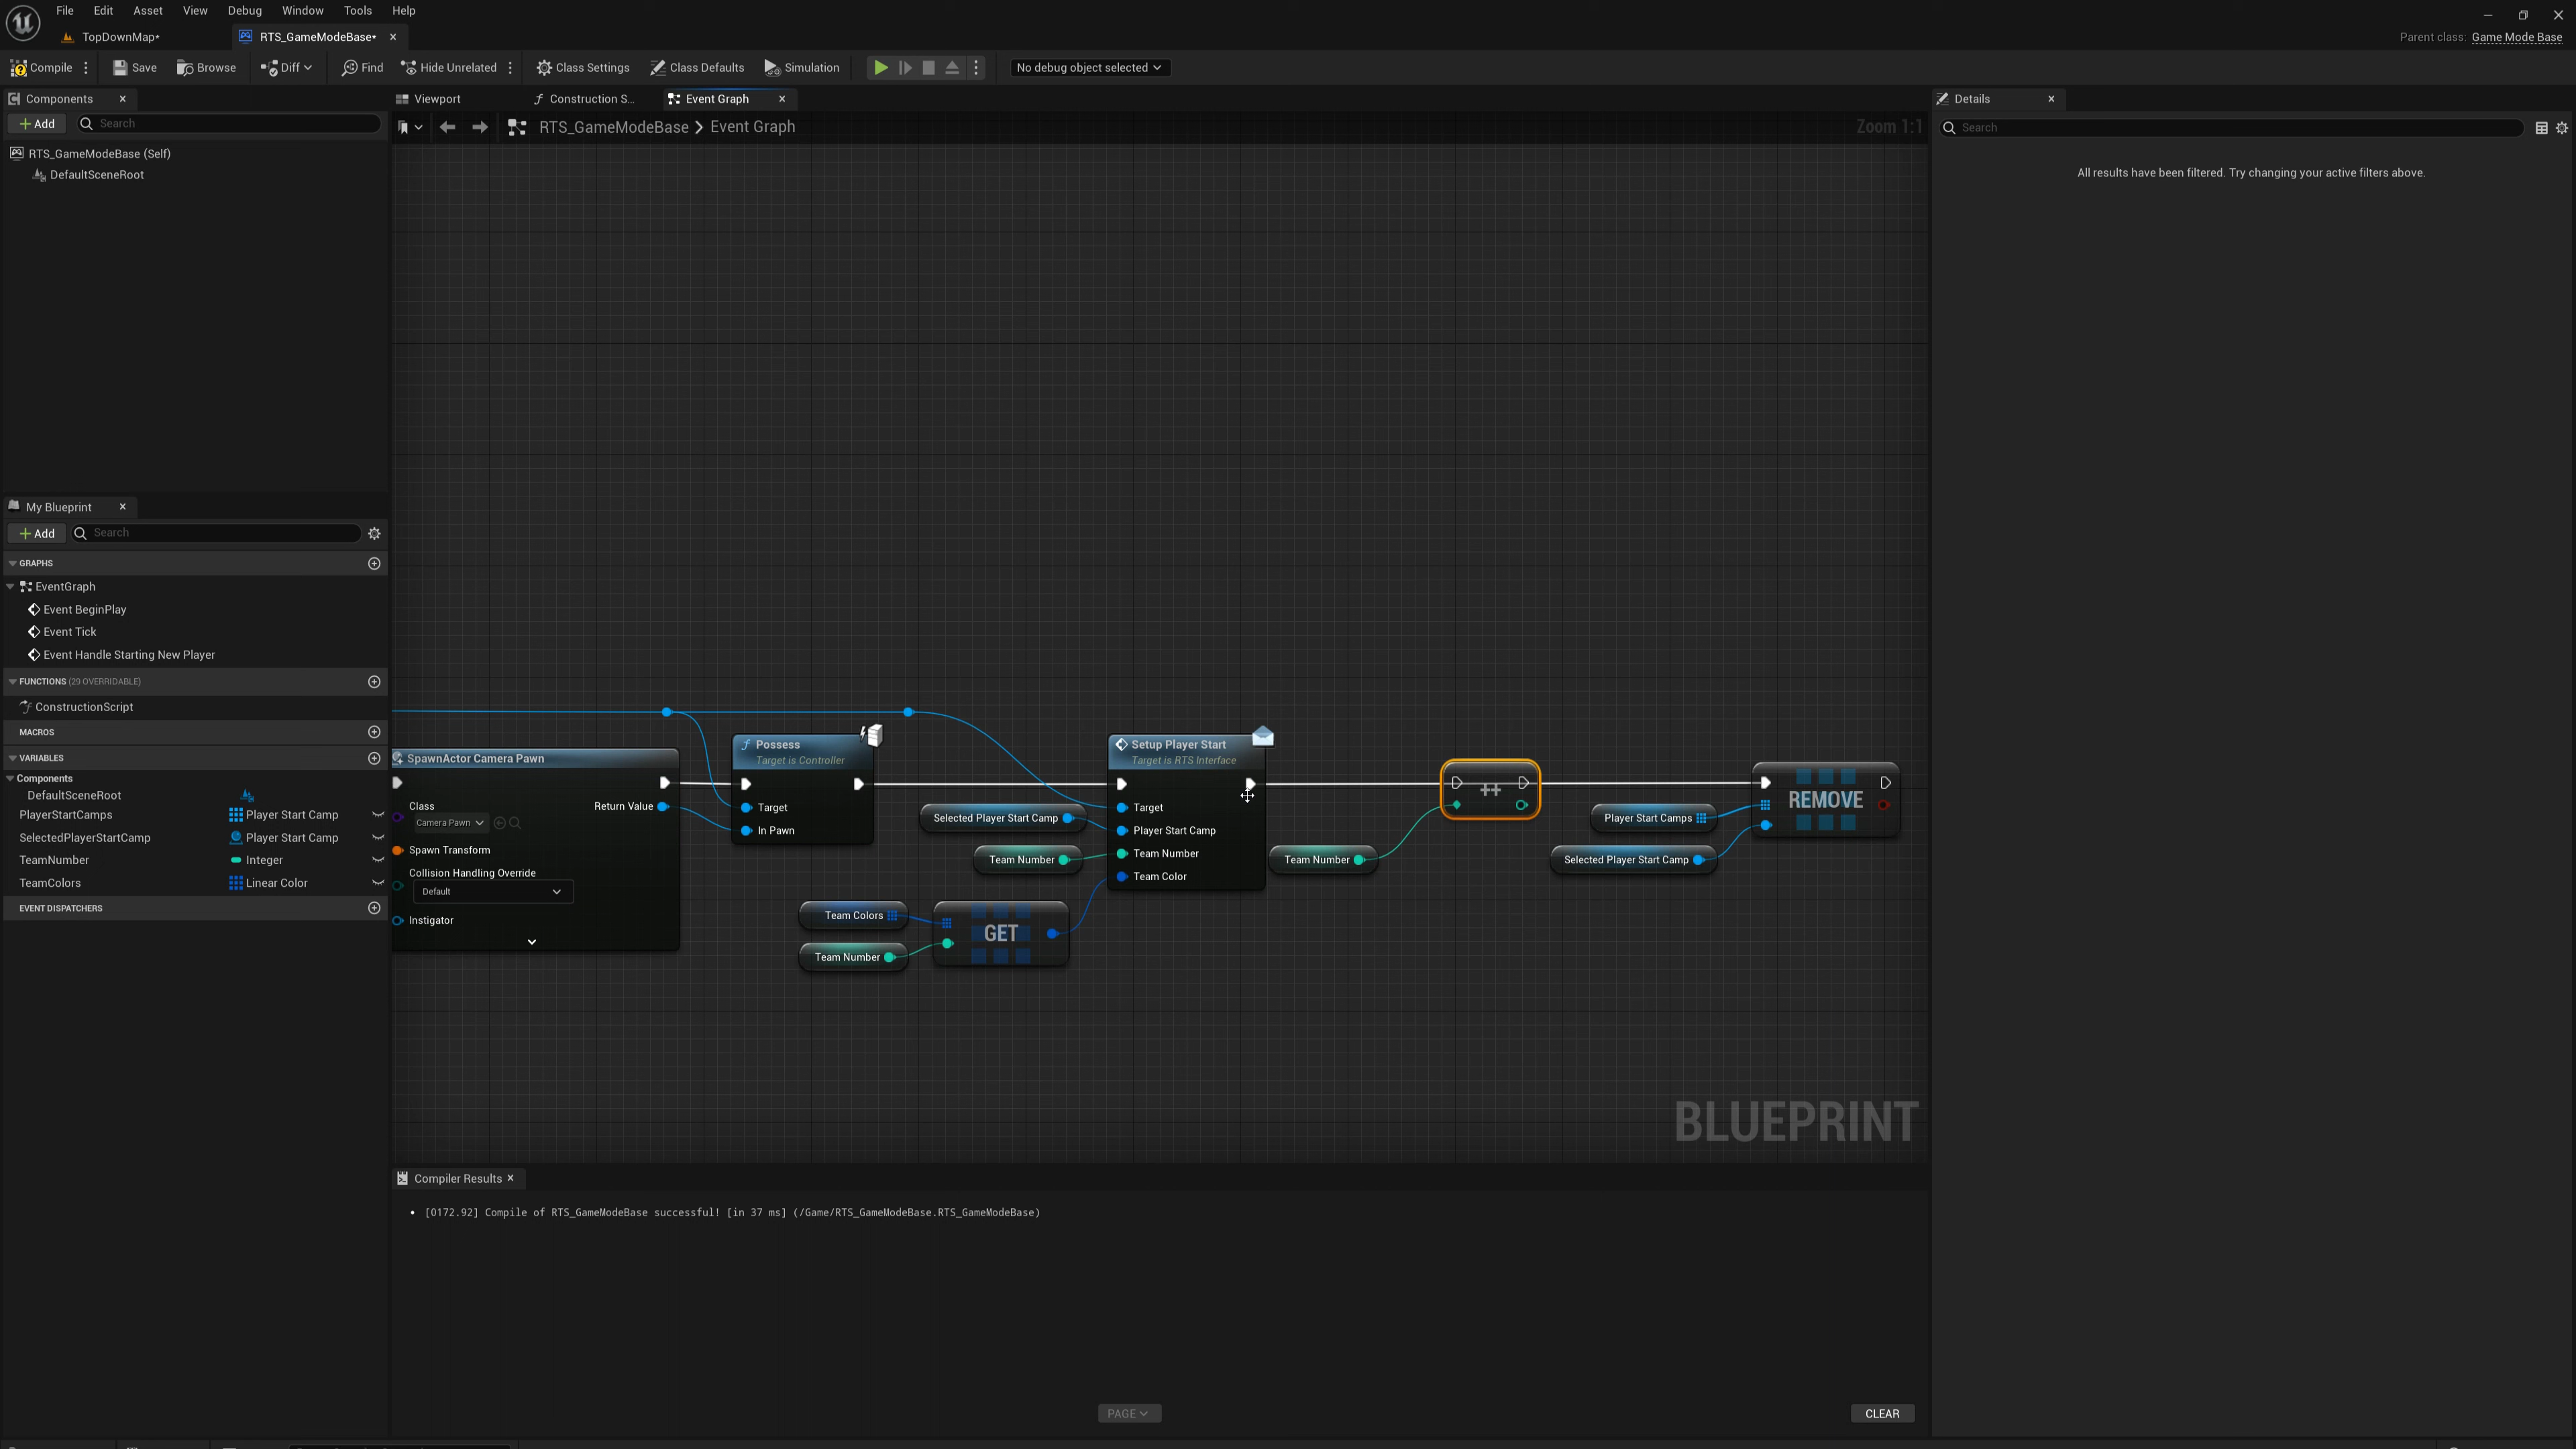 File Edit Asset View Debug Window Tools Help
TopDownMap*
RTS_GameModeBase*
Parent class: Game Mode Base
Compile
Save
Browse
Diff
Find
Hide Unrelated
Class Settings
Class Defaults
Simulation
No debug object selected
Components
Add
Search
RTS_GameModeBase (Self)
DefaultSceneRoot
My Blueprint
Add
Search
GRAPHS
EventGraph
Event BeginPlay
Event Tick
Event Handle Starting New Player
FUNCTIONS (29 OVERRIDABLE)
ConstructionScript
MACROS
VARIABLES
Components
DefaultSceneRoot
PlayerStartCamps Player Start Camp
SelectedPlayerStartCamp Player Start Camp
TeamNumber Integer
TeamColors Linear Color
EVENT DISPATCHERS
Viewport
Construction S...
Event Graph
RTS_GameModeBase > Event Graph
Zoom 1:1
SpawnActor Camera Pawn
Class
Camera Pawn
Return Value
Spawn Transform
Collision Handling Override
Default
Instigator
Possess
Target is Controller
Target
In Pawn
Selected Player Start Camp
Team Number
Team Colors
Team Number
GET
Setup Player Start
Target is RTS Interface
Target
Player Start Camp
Team Number
Team Color
Team Number
++
Player Start Camps
Selected Player Start Camp
REMOVE
BLUEPRINT
Compiler Results
• [0172.92] Compile of RTS_GameModeBase successful! [in 37 ms] (/Game/RTS_GameModeBase.RTS_GameModeBase)
PAGE
CLEAR
Details
Search
All results have been filtered. Try changing your active filters above.